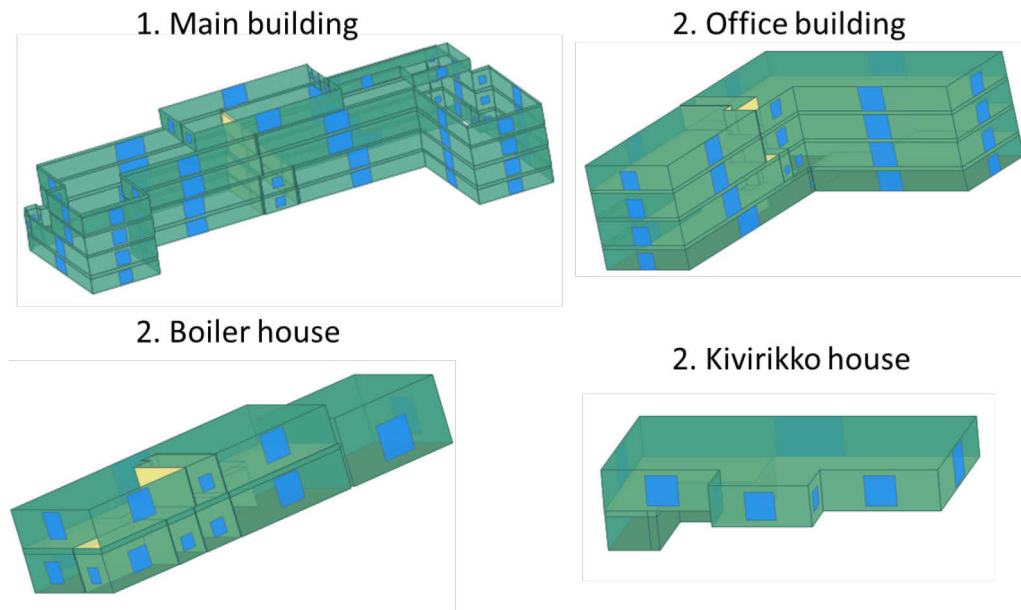 1. Main building
2. Office building
2. Boiler house
2. Kivirikko house